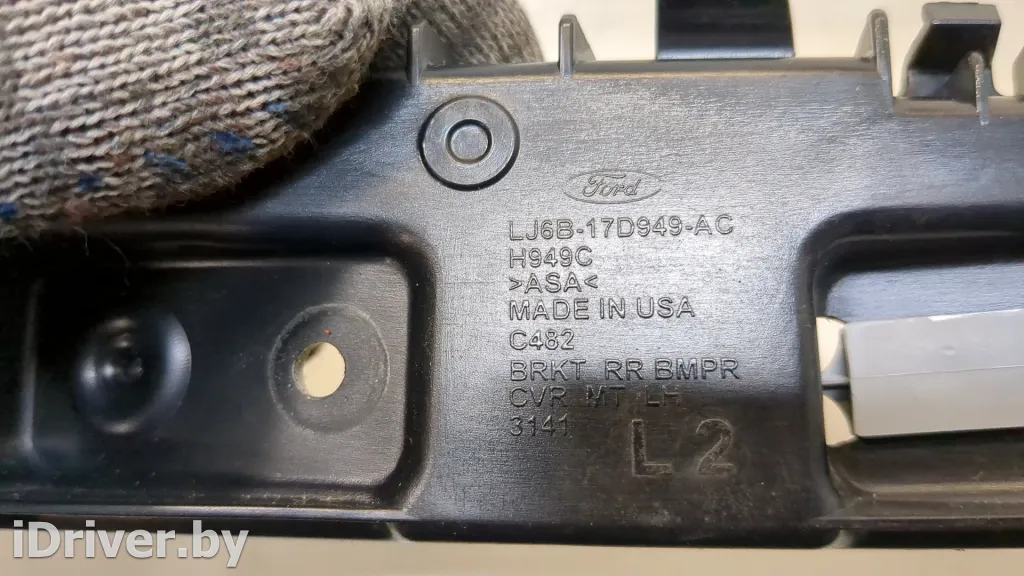 Ford
LJ6B-17D949-AC
H949C
>ASA<
MADE IN USA
C482
BRKT RR BMPR
CVR MT LH
3141
L 2
iDriver.by